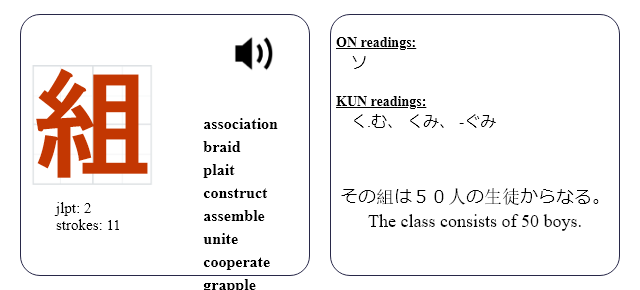 組
jlpt: 2
strokes: 11
association
braid
plait
construct
assemble
unite
cooperate
grapple
ON readings:
ソ
KUN readings:
く.む、 くみ、 -ぐみ
その組は５０人の生徒からなる。
The class consists of 50 boys.